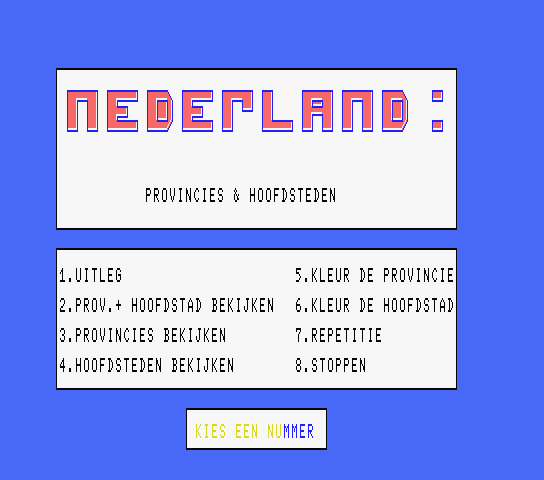 NEDERLAND:
PROVINCIES & HOOFDSTEDEN
1.UITLEG
2.PROV.+ HOOFDSTAD BEKIJKEN
3.PROVINCIES BEKIJKEN
4.HOOFDSTEDEN BEKIJKEN
5.KLEUR DE PROVINCIE
6.KLEUR DE HOOFDSTAD
7.REPETITIE
8.STOPPEN
KIES EEN NUMMER